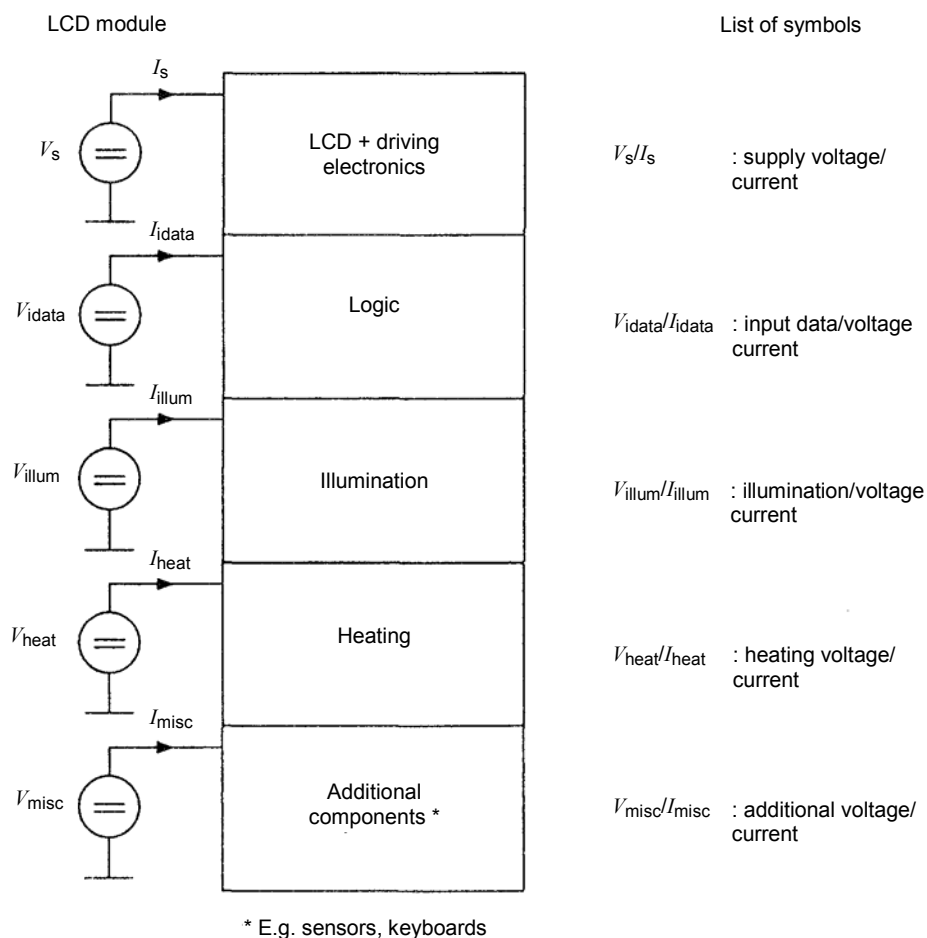 LCD module
List of symbols
Is
Vs
LCD + driving
electronics
Vs/Is : supply voltage/
current
Iidata
Vidata
Logic
Vidata/Iidata : input data/voltage
current
Iillum
Villum
Illumination
Villum/Iillum : illumination/voltage
current
Iheat
Vheat
Heating
Vheat/Iheat : heating voltage/
current
Imisc
Vmisc
Additional
components *
Vmisc/Imisc : additional voltage/
current
* E.g. sensors, keyboards